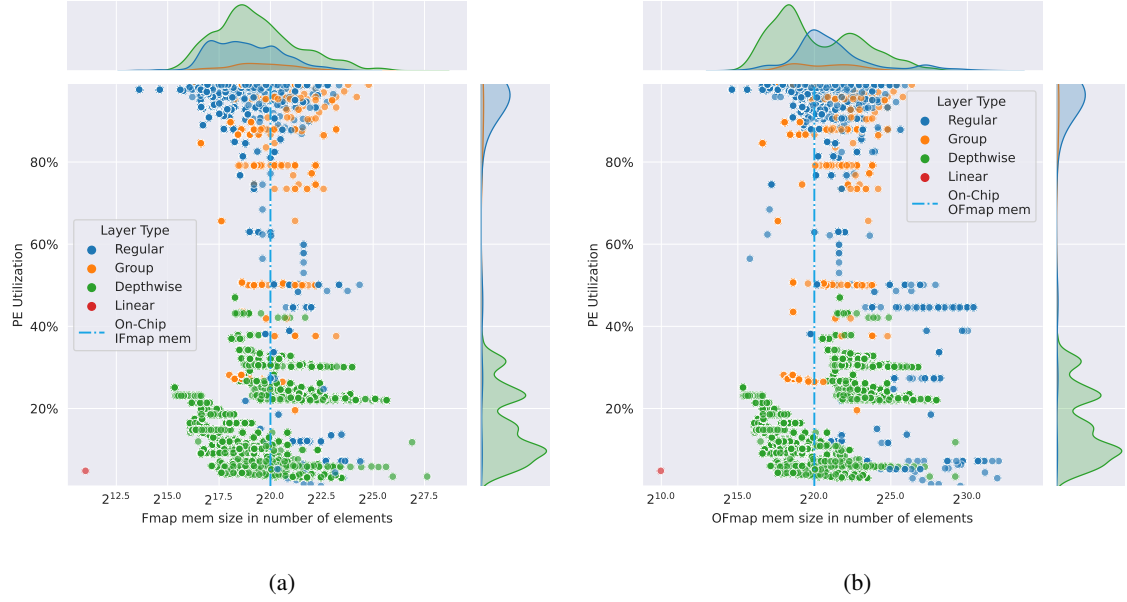 80%
60%
40%
20%
PE Utilization
Layer Type
Regular
Group
Depthwise
Linear
On-Chip
IFmap mem
2^12.5 2^15.0 2^17.5 2^20.0 2^22.5 2^25.0 2^27.5
Fmap mem size in number of elements
(a)
80%
60%
40%
20%
PE Utilization
Layer Type
Regular
Group
Depthwise
Linear
On-Chip
OFmap mem
2^10.0 2^15.0 2^20.0 2^25.0 2^30.0
OFmap mem size in number of elements
(b)